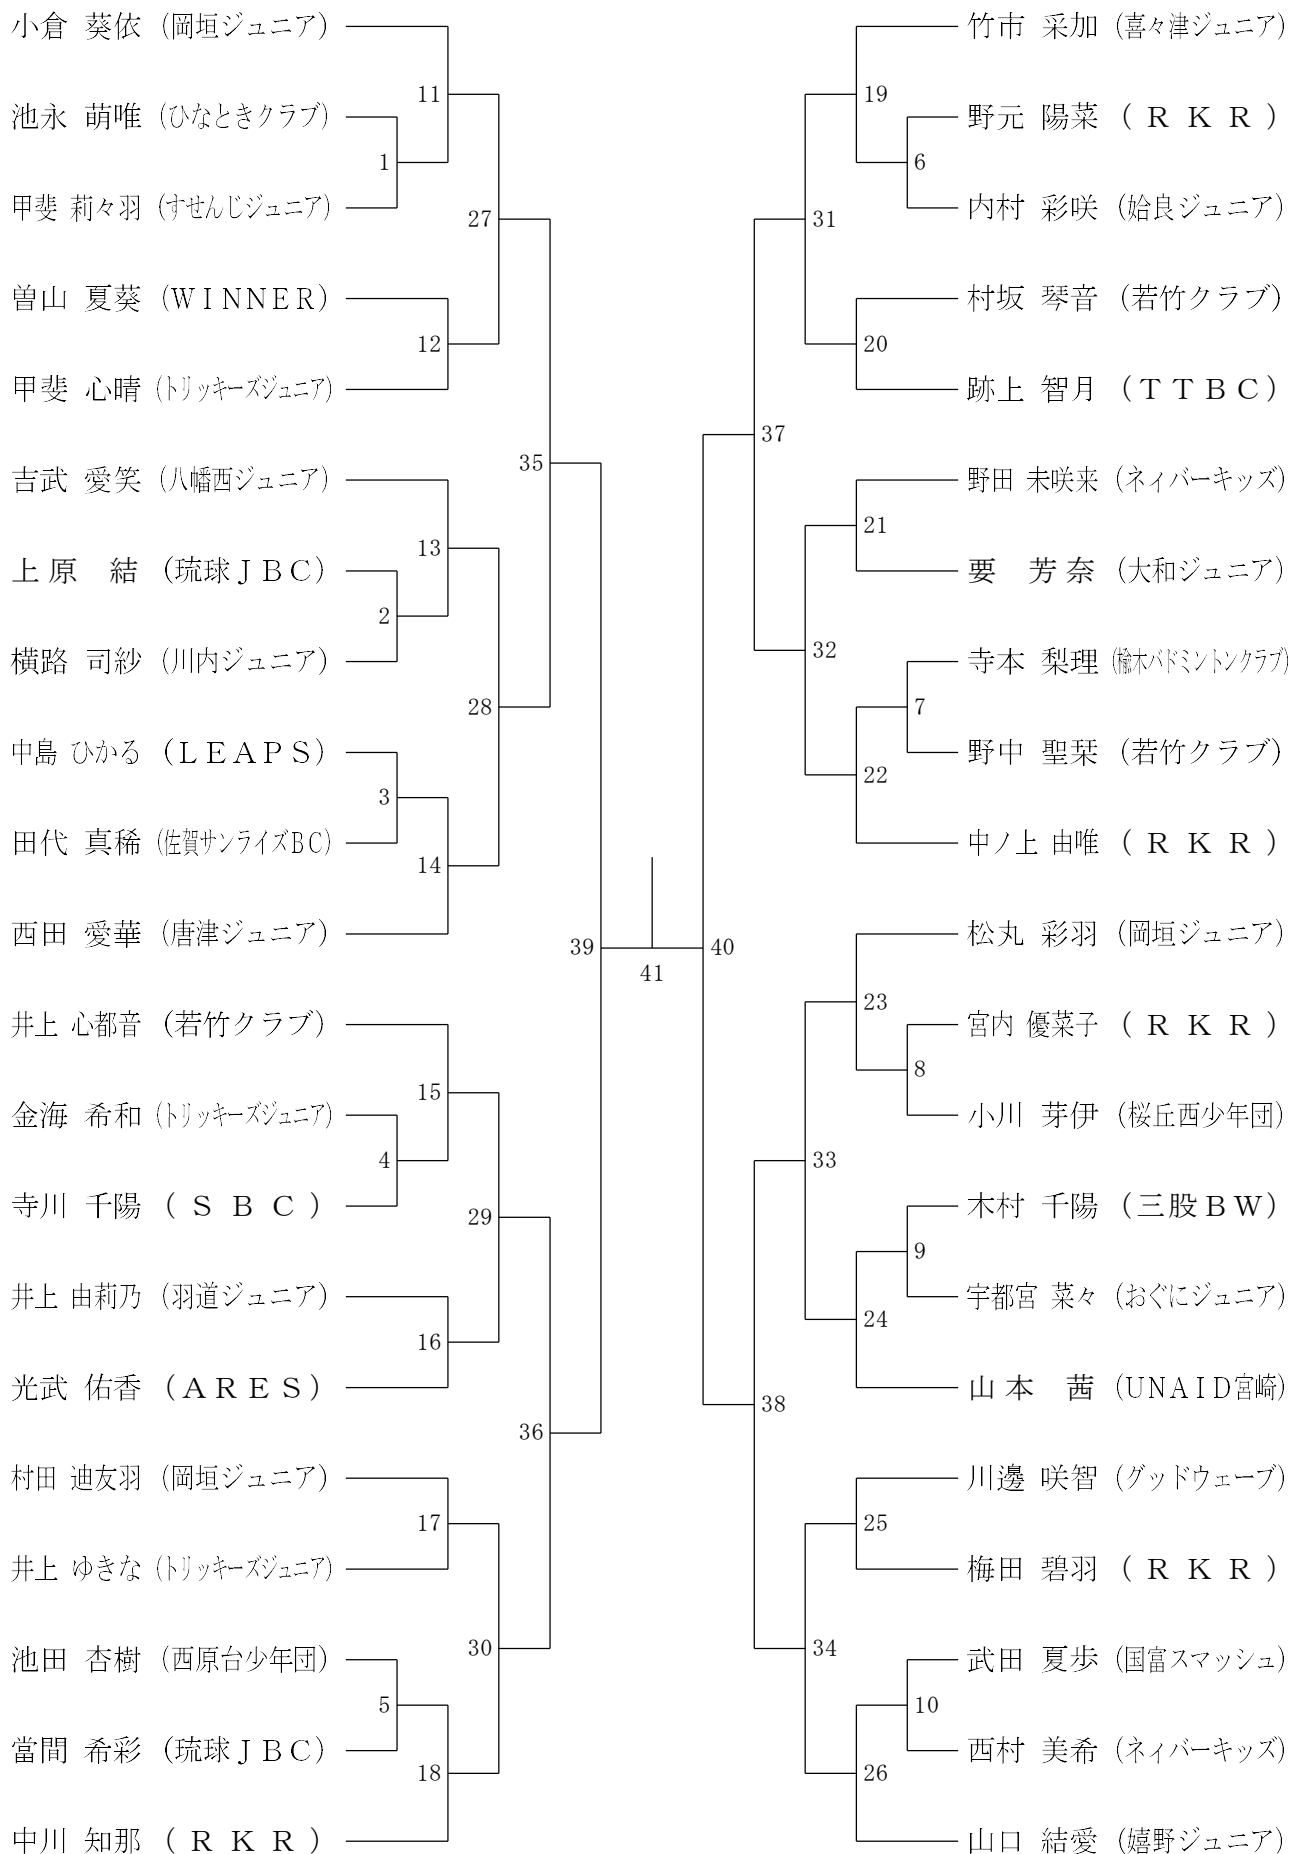 小倉 葵依 (岡垣ジュニア)
11
池永 萌唯 (ひなときクラブ)
1
甲斐 莉々羽 (すせんじジュニア)
27
曽山 夏葵 (WINNER)
12
甲斐 心晴 (トリッキーズジュニア)
35
吉武 愛笑 (八幡西ジュニア)
13
上原 結 (琉球JBC)
2
横路 司紗 (川内ジュニア)
28
中島 ひかる (LEAPS)
3
田代 真稀 (佐賀サンライズBC)
14
西田 愛華 (唐津ジュニア)
39
井上 心都音 (若竹クラブ)
15
金海 希和 (トリッキーズジュニア)
4
寺川 千陽 (SBC)
29
井上 由莉乃 (羽道ジュニア)
16
光武 佑香 (ARES)
36
村田 迪友羽 (岡垣ジュニア)
17
井上 ゆきな (トリッキーズジュニア)
30
池田 杏樹 (西原台少年団)
5
當間 希彩 (琉球JBC)
18
中川 知那 (RKR)
41
竹市 采加 (喜々津ジュニア)
19
野元 陽菜 (RKR)
6
内村 彩咲 (姶良ジュニア)
31
村坂 琴音 (若竹クラブ)
20
跡上 智月 (TTBC)
37
野田 未咲来 (ネィバーキッズ)
21
要 芳奈 (大和ジュニア)
32
寺本 梨理 (楡木バドミントンクラブ)
7
野中 聖栞 (若竹クラブ)
22
中ノ上 由唯 (RKR)
40
松丸 彩羽 (岡垣ジュニア)
23
宮内 優菜子 (RKR)
8
小川 芽伊 (桜丘西少年団)
33
木村 千陽 (三股BW)
9
宇都宮 菜々 (おぐにジュニア)
24
山本 茜 (UNAID宮崎)
38
川邊 咲智 (グッドウェーブ)
25
梅田 碧羽 (RKR)
34
武田 夏歩 (国富スマッシュ)
10
西村 美希 (ネィバーキッズ)
26
山口 結愛 (嬉野ジュニア)